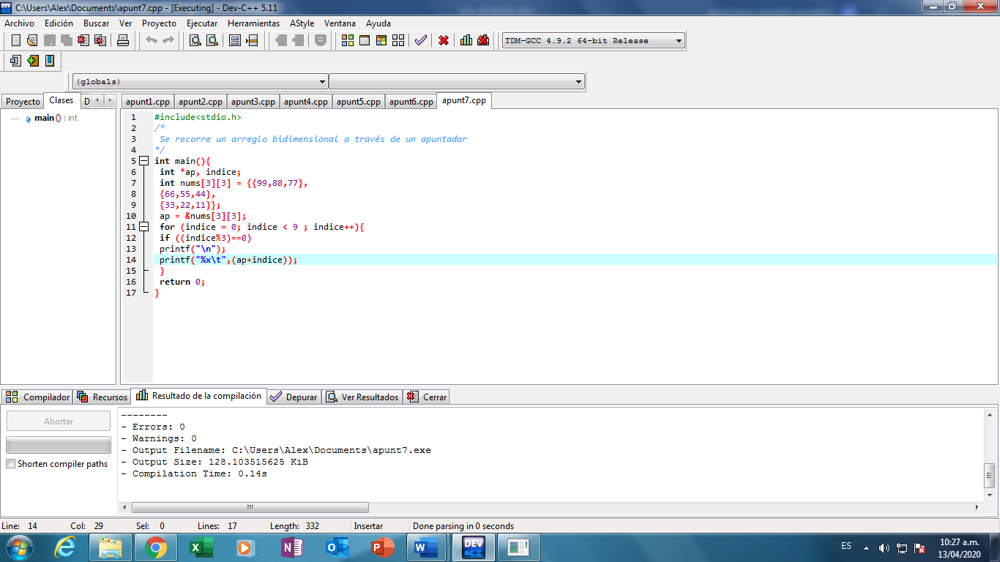 C:\Users\Alex\Documents\apunt7.cpp - [Executing] - Dev-C++ 5.11
Archivo Edición Buscar Ver Proyecto Ejecutar Herramientas AStyle Ventana Ayuda
TDM-GCC 4.9.2 64-bit Release
(globals)
Proyecto Clases D apunt1.cpp apunt2.cpp apunt3.cpp apunt4.cpp apunt5.cpp apunt6.cpp apunt7.cpp
main () : int
1 #include<stdio.h>
2 /*
3 Se recorre un arreglo bidimensional a través de un apuntador
4 */
5 int main(){
6 int *ap, indice;
7 int nums[3][3] = {{99,88,77},
8 {66,55,44},
9 {33,22,11}};
10 ap = &nums[3][3];
11 for (indice = 0; indice < 9 ; indice++){
12 if ((indice%3)==0)
13 printf("\n");
14 printf("%x\t",(ap+indice));
15 }
16 return 0;
17 }
Compilador Recursos Resultado de la compilación Depurar Ver Resultados Cerrar
Abortar
Shorten compiler paths
--------
- Errors: 0
- Warnings: 0
- Output Filename: C:\Users\Alex\Documents\apunt7.exe
- Output Size: 128.103515625 KiB
- Compilation Time: 0.14s
Line: 14 Col: 29 Sel: 0 Lines: 17 Length: 332 Insertar Done parsing in 0 seconds
DEV C++
ES
10:27 a.m.
13/04/2020